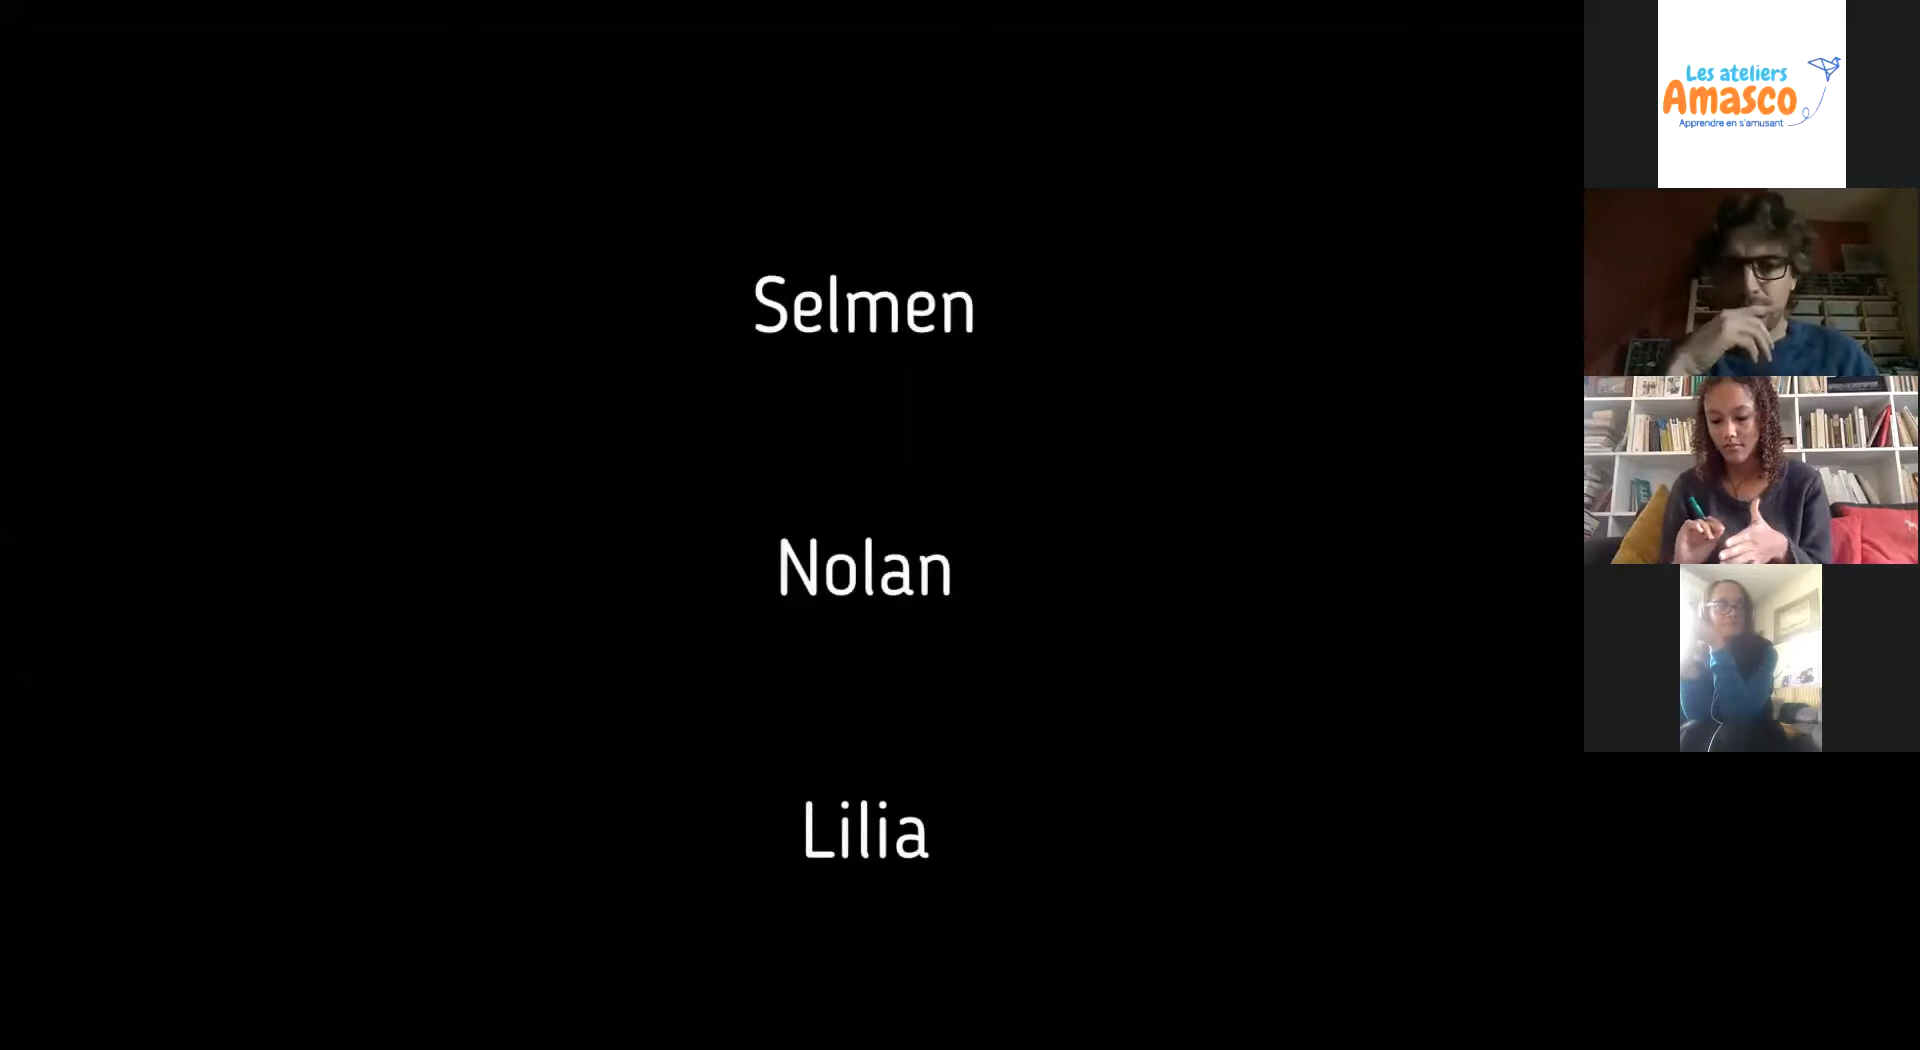 Selmen
Nolan
Lilia
Les ateliers
Amasco
Apprendre en s'amusant